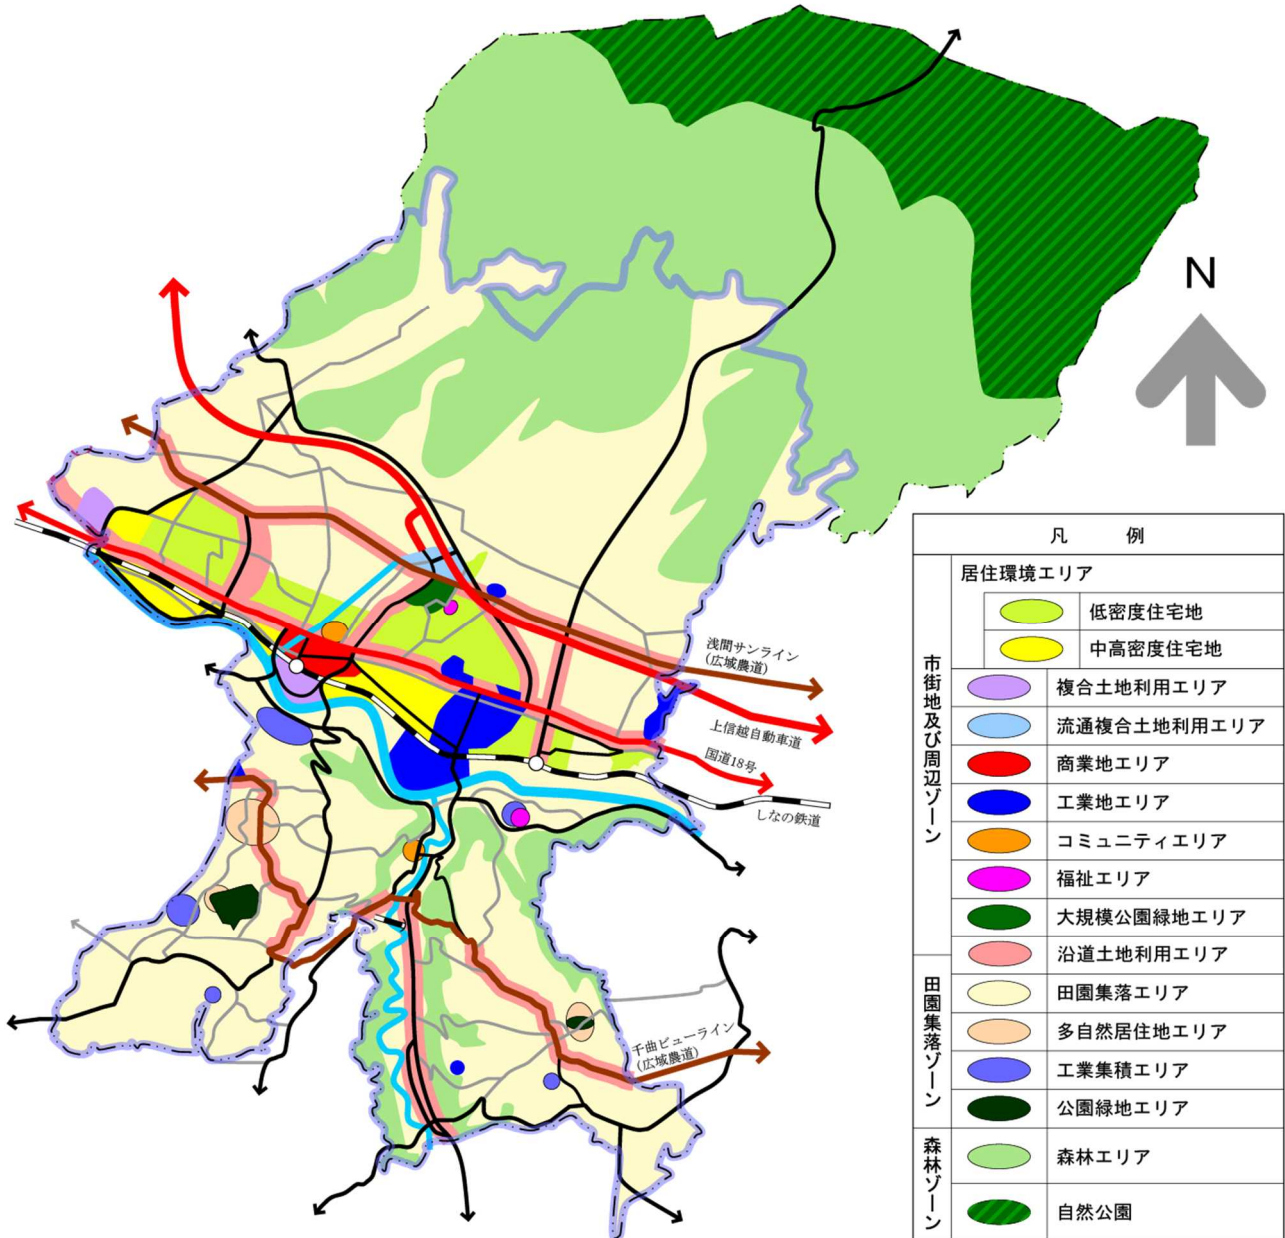 N
浅間サンライン
(広域農道)
上信越自動車道
国道18号
しなの鉄道
千曲ビューライン
(広域農道)
凡 例
市街地及び周辺ゾーン
居住環境エリア
低密度住宅地
中高密度住宅地
複合土地利用エリア
流通複合土地利用エリア
商業地エリア
工業地エリア
コミュニティエリア
福祉エリア
大規模公園緑地エリア
沿道土地利用エリア
田園集落ゾーン
田園集落エリア
多自然居住地エリア
工業集積エリア
公園緑地エリア
森林ゾーン
森林エリア
自然公園